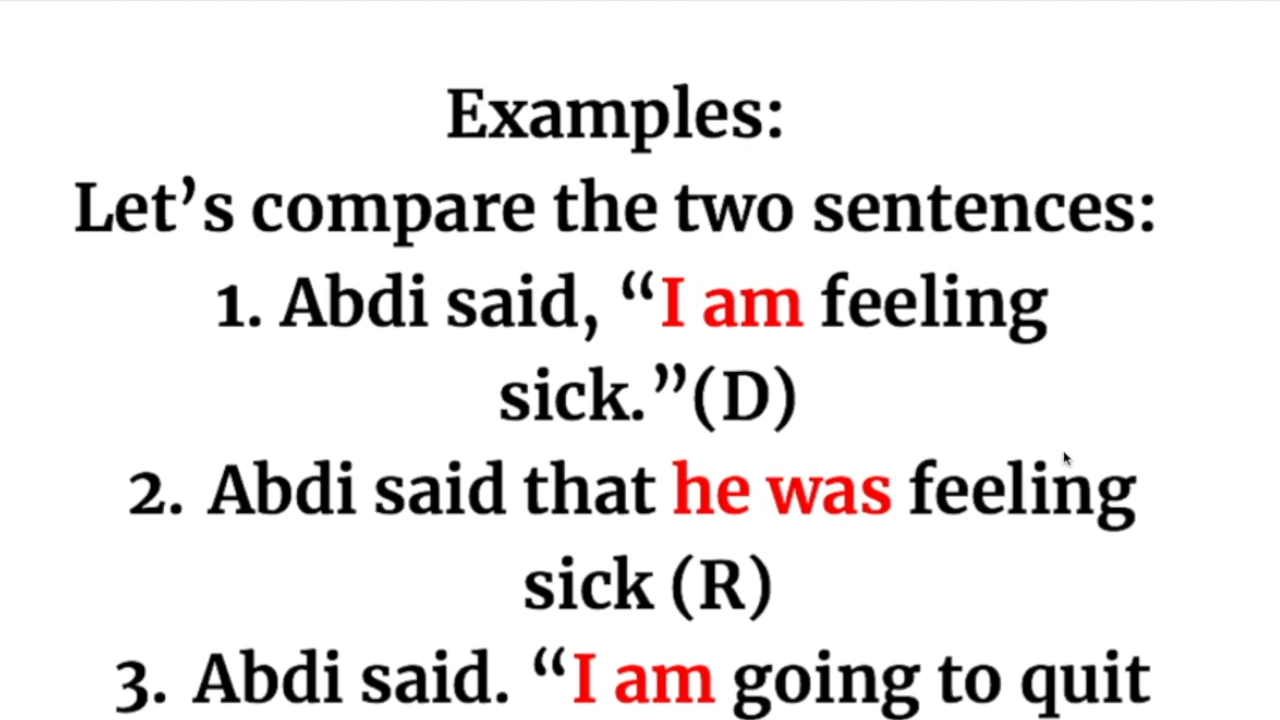 Examples:
Let’s compare the two sentences:
1. Abdi said, “I am feeling
sick.”(D)
2. Abdi said that he was feeling
sick (R)
3. Abdi said. “I am going to quit